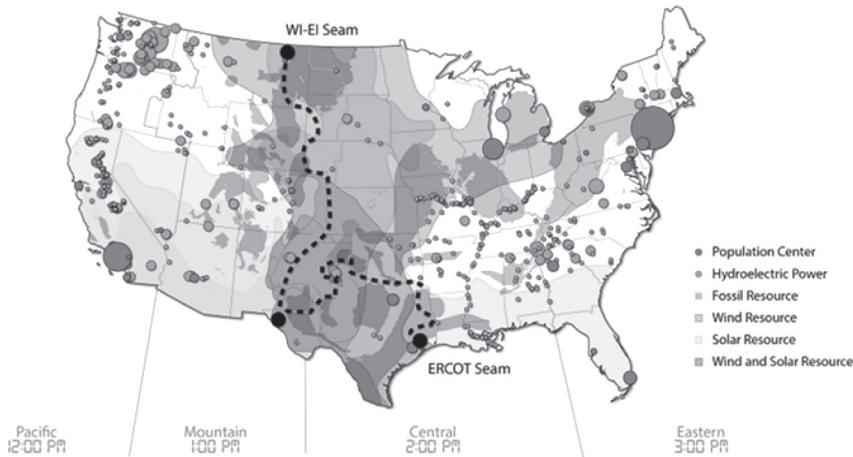 WI-EI Seam
Population Center
Hydroelectric Power
Fossil Resource
Wind Resource
Solar Resource
Wind and Solar Resource
ERCOT Seam
Pacific
12:00 PM
Mountain
1:00 PM
Central
2:00 PM
Eastern
3:00 PM